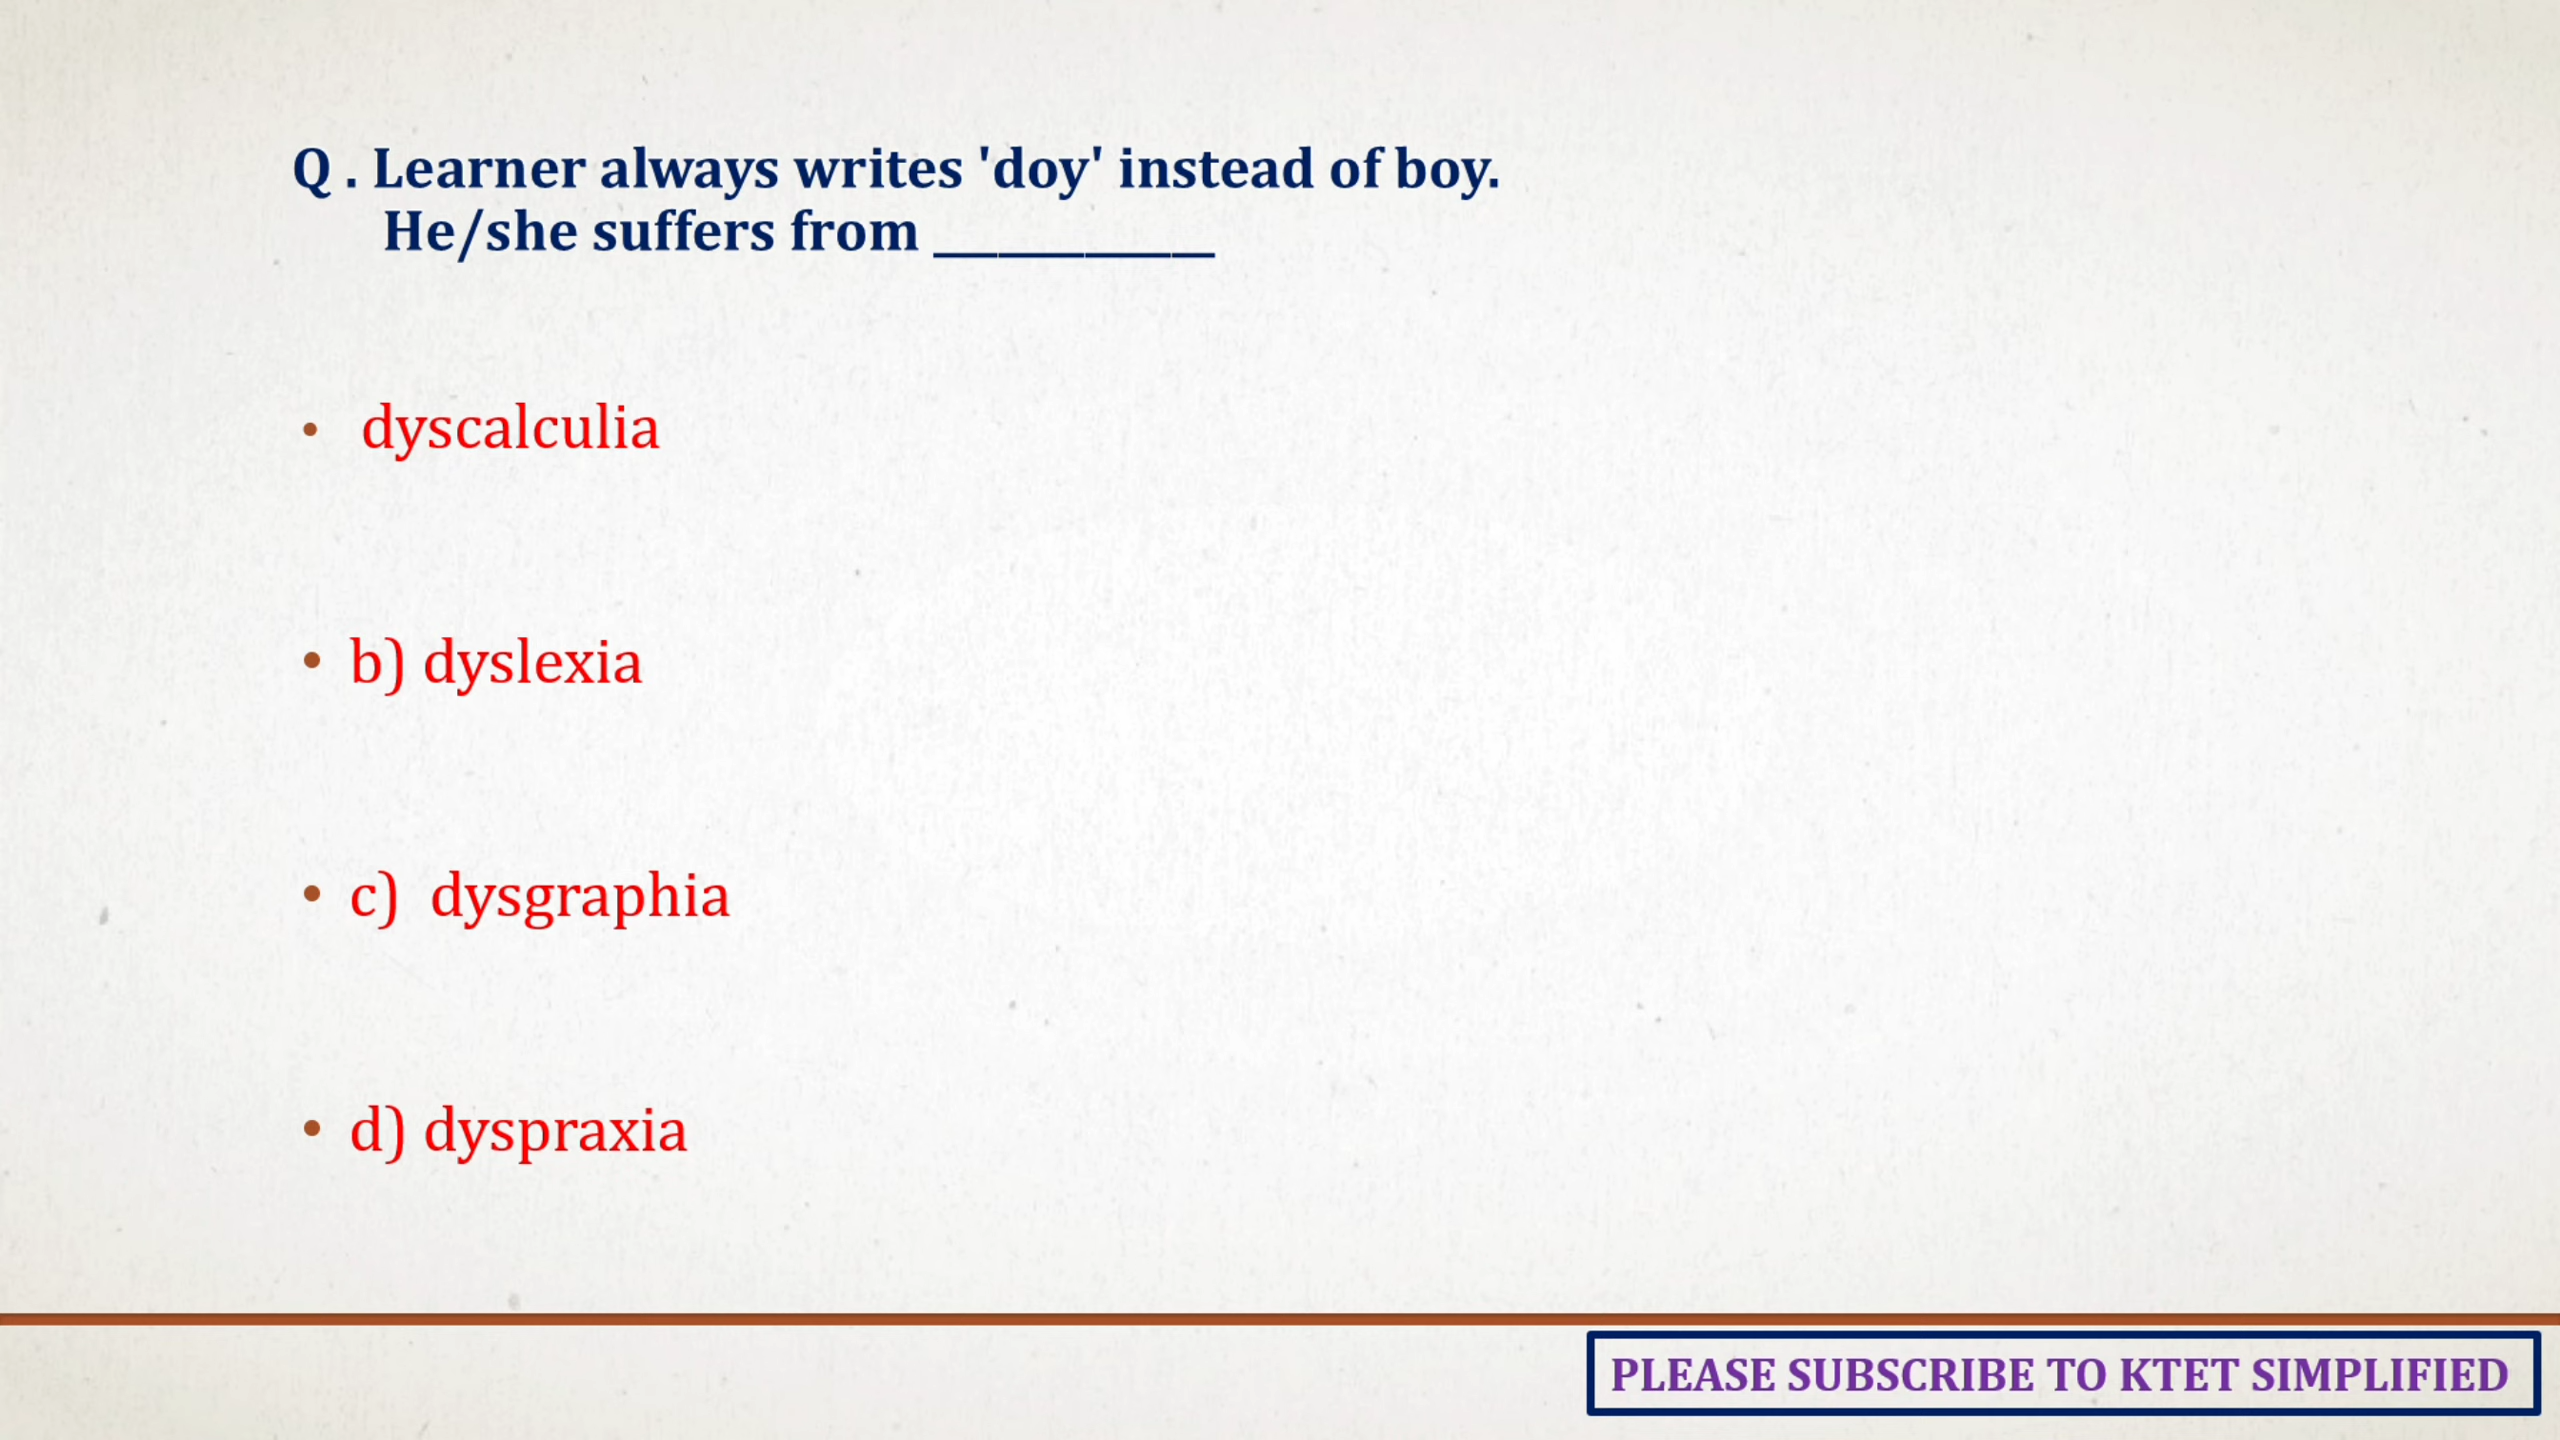 Q . Learner always writes 'doy' instead of boy.
He/she suffers from _____________
• dyscalculia
• b) dyslexia
• c) dysgraphia
• d) dyspraxia
PLEASE SUBSCRIBE TO KTET SIMPLIFIED